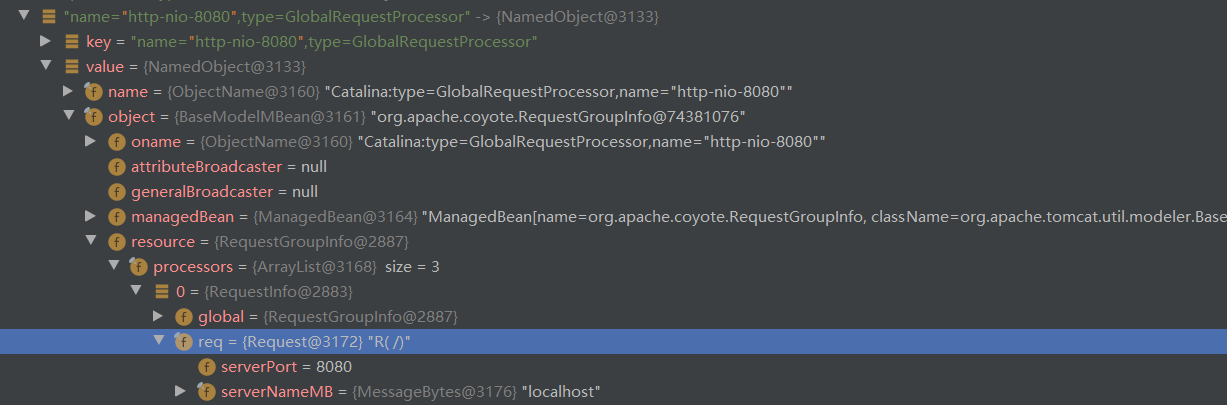 "name="http-nio-8080",type=GlobalRequestProcessor" -> {NamedObject@3133}
key = "name="http-nio-8080",type=GlobalRequestProcessor"
value = {NamedObject@3133}
f name = {ObjectName@3160} "Catalina:type=GlobalRequestProcessor,name="http-nio-8080""
f object = {BaseModelMBean@3161} "org.apache.coyote.RequestGroupInfo@74381076"
f oname = {ObjectName@3160} "Catalina:type=GlobalRequestProcessor,name="http-nio-8080""
f attributeBroadcaster = null
f generalBroadcaster = null
f managedBean = {ManagedBean@3164} "ManagedBean[name=org.apache.coyote.RequestGroupInfo, className=org.apache.tomcat.util.modeler.Base
f resource = {RequestGroupInfo@2887}
f processors = {ArrayList@3168} size = 3
0 = {RequestInfo@2883}
f global = {RequestGroupInfo@2887}
f req = {Request@3172} "R( /)"
f serverPort = 8080
f serverNameMB = {MessageBytes@3176} "localhost"